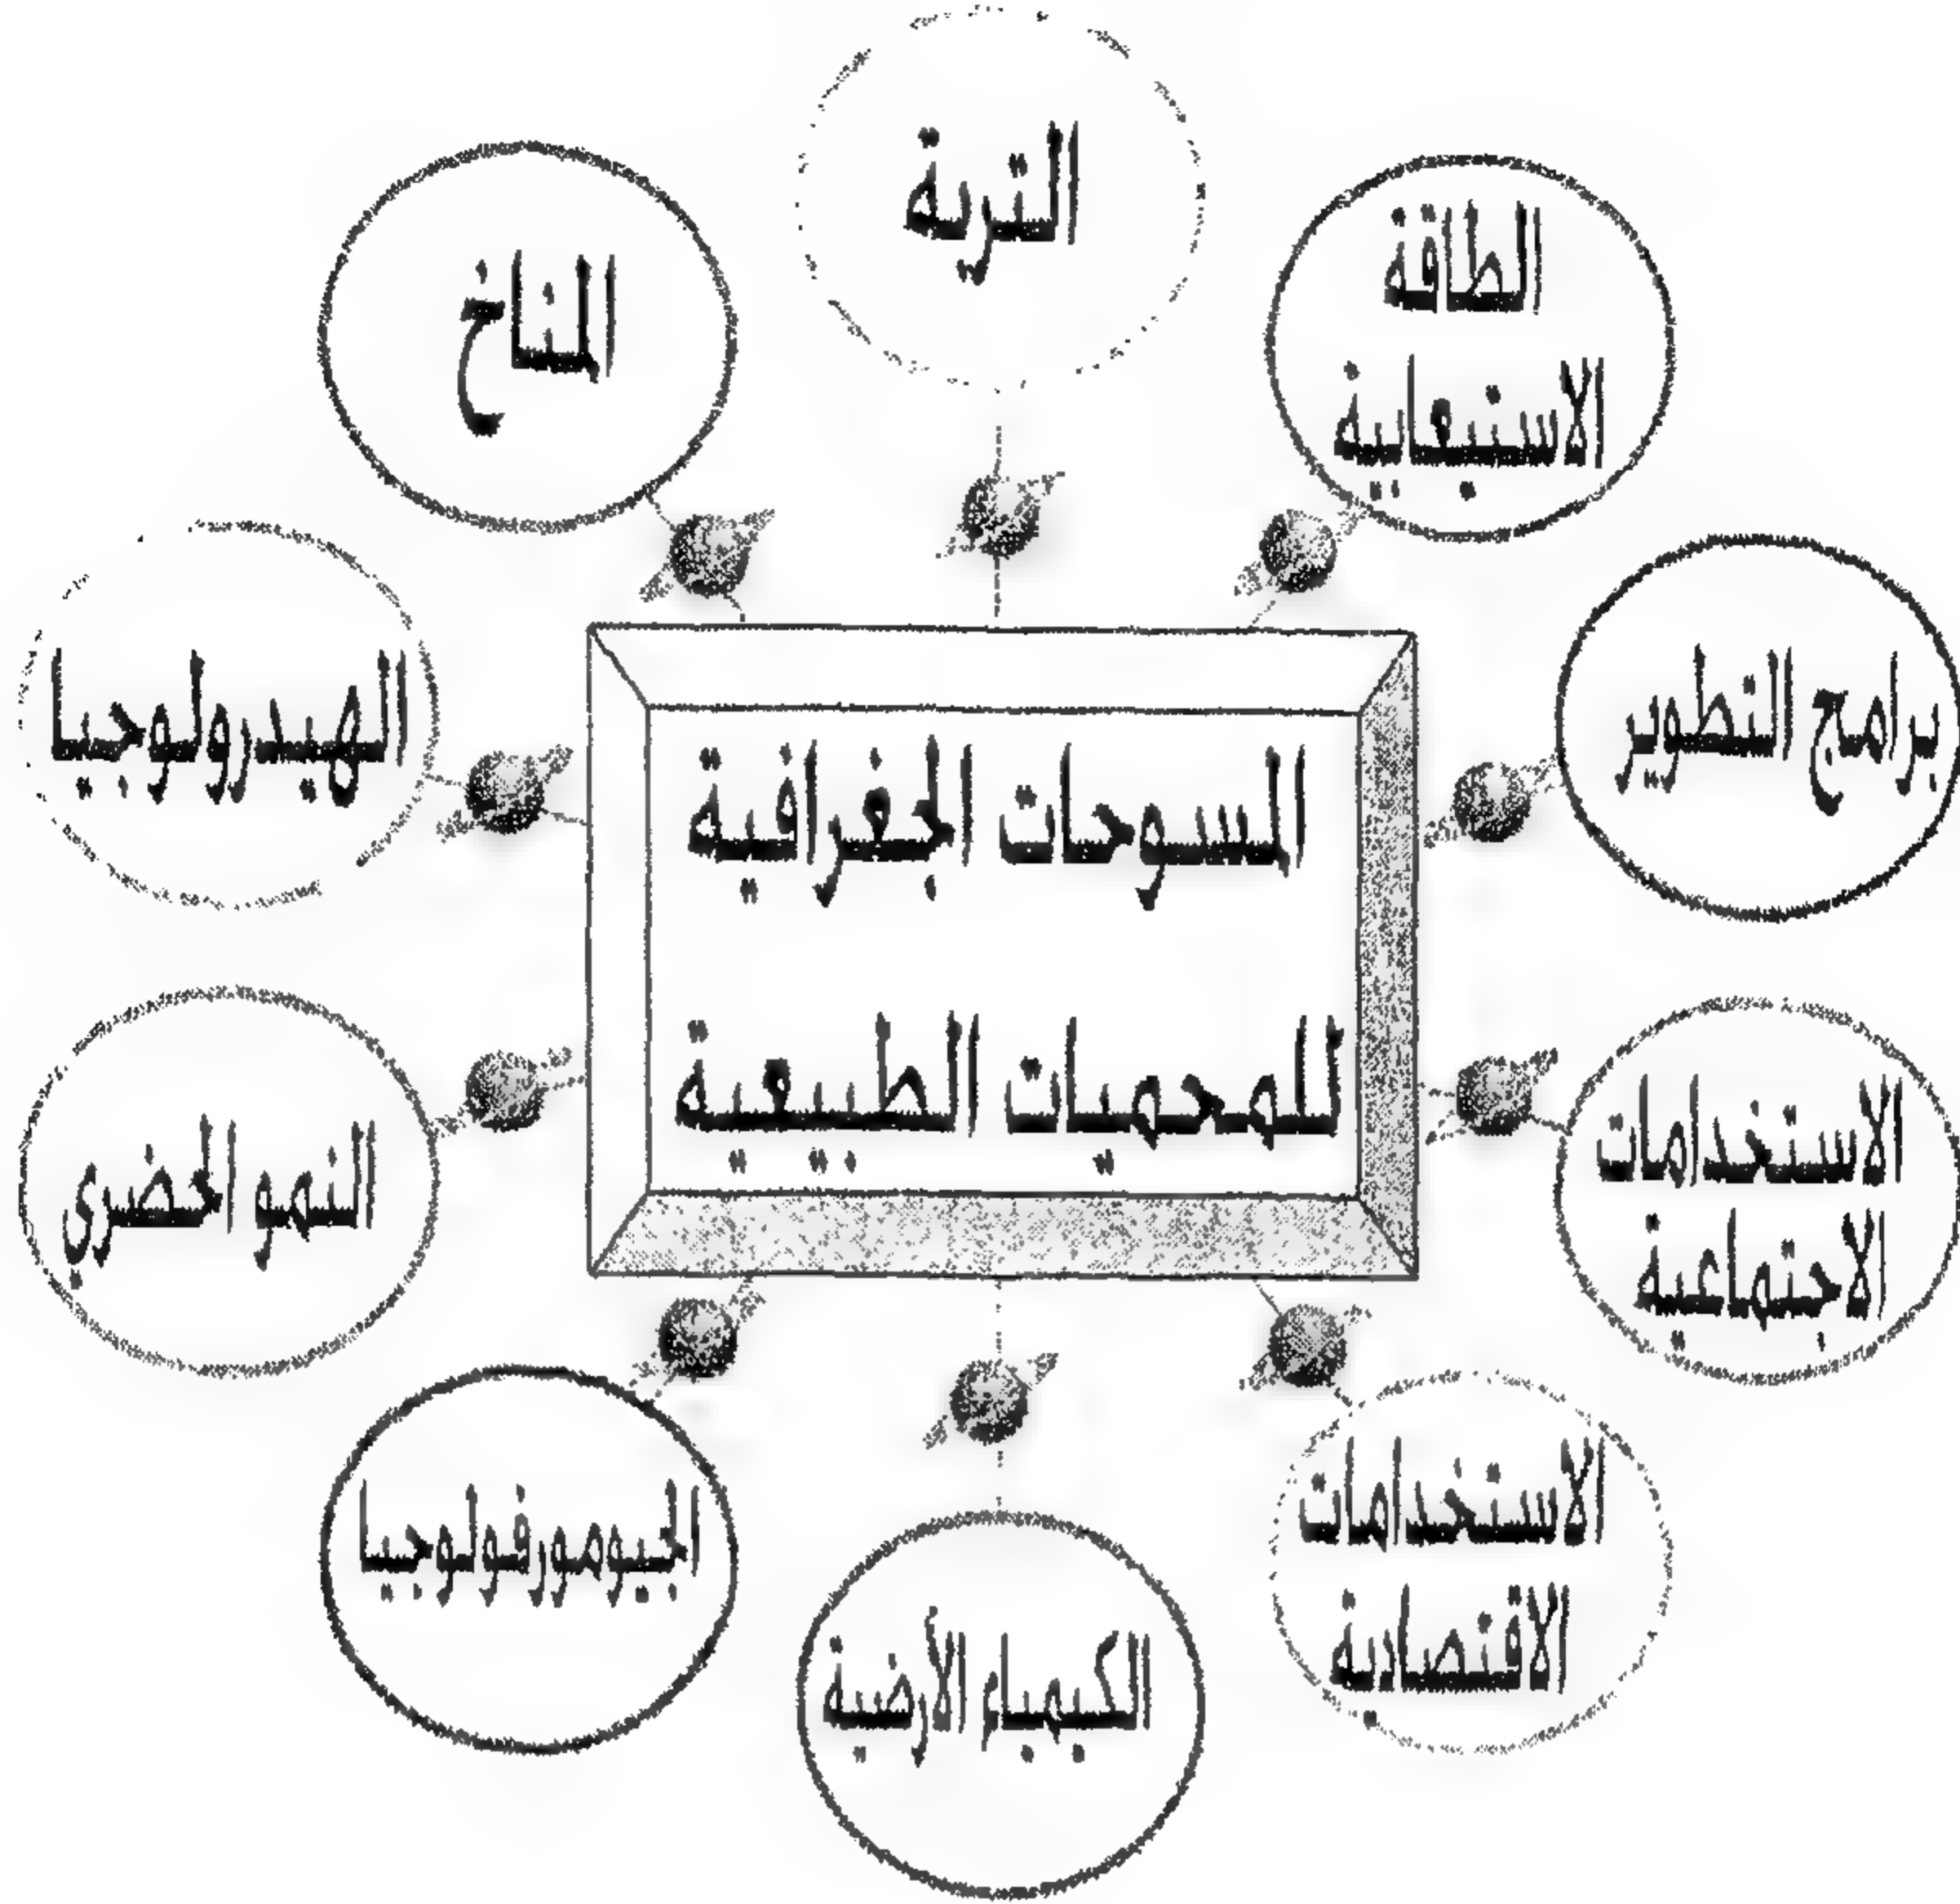 التربة
الطاقة
الاستيعابية
المناخ
برامج التطوير
الهيدرولوجيا
المسوحات الجغرافية
للمحميات الطبيعية
الاستخدامات
الاجتماعية
النمو الحضري
الاستخدامات
الاقتصادية
الجيومورفولوجيا
الكيمياء الأرضية